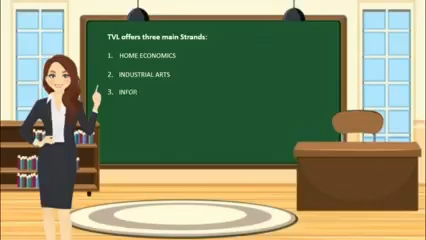 TVL offers three main Strands:
1. HOME ECONOMICS
2. INDUSTRIAL ARTS
3. INFOR